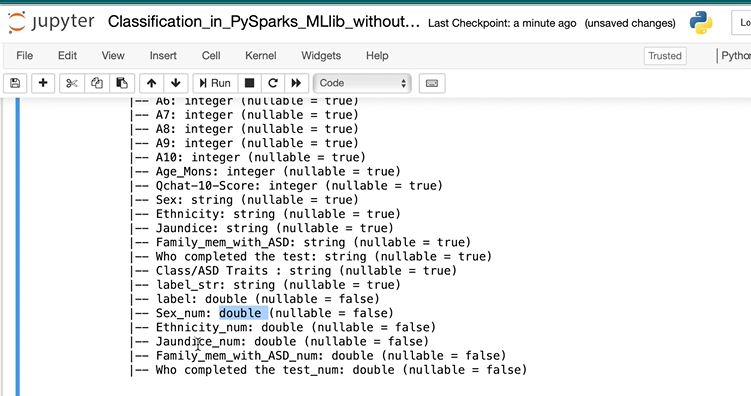 jupyter Classification_in_PySparks_MLlib_without... Last Checkpoint: a minute ago (unsaved changes) Lo
File Edit View Insert Cell Kernel Widgets Help Trusted Python
Run Code
|-- A6: integer (nullable = true)
|-- A7: integer (nullable = true)
|-- A8: integer (nullable = true)
|-- A9: integer (nullable = true)
|-- A10: integer (nullable = true)
|-- Age_Mons: integer (nullable = true)
|-- Qchat-10-Score: integer (nullable = true)
|-- Sex: string (nullable = true)
|-- Ethnicity: string (nullable = true)
|-- Jaundice: string (nullable = true)
|-- Family_mem_with_ASD: string (nullable = true)
|-- Who completed the test: string (nullable = true)
|-- Class/ASD Traits : string (nullable = true)
|-- label_str: string (nullable = true)
|-- label: double (nullable = false)
|-- Sex_num: double (nullable = false)
|-- Ethnicity_num: double (nullable = false)
|-- Jaundice_num: double (nullable = false)
|-- Family_mem_with_ASD_num: double (nullable = false)
|-- Who completed the test_num: double (nullable = false)